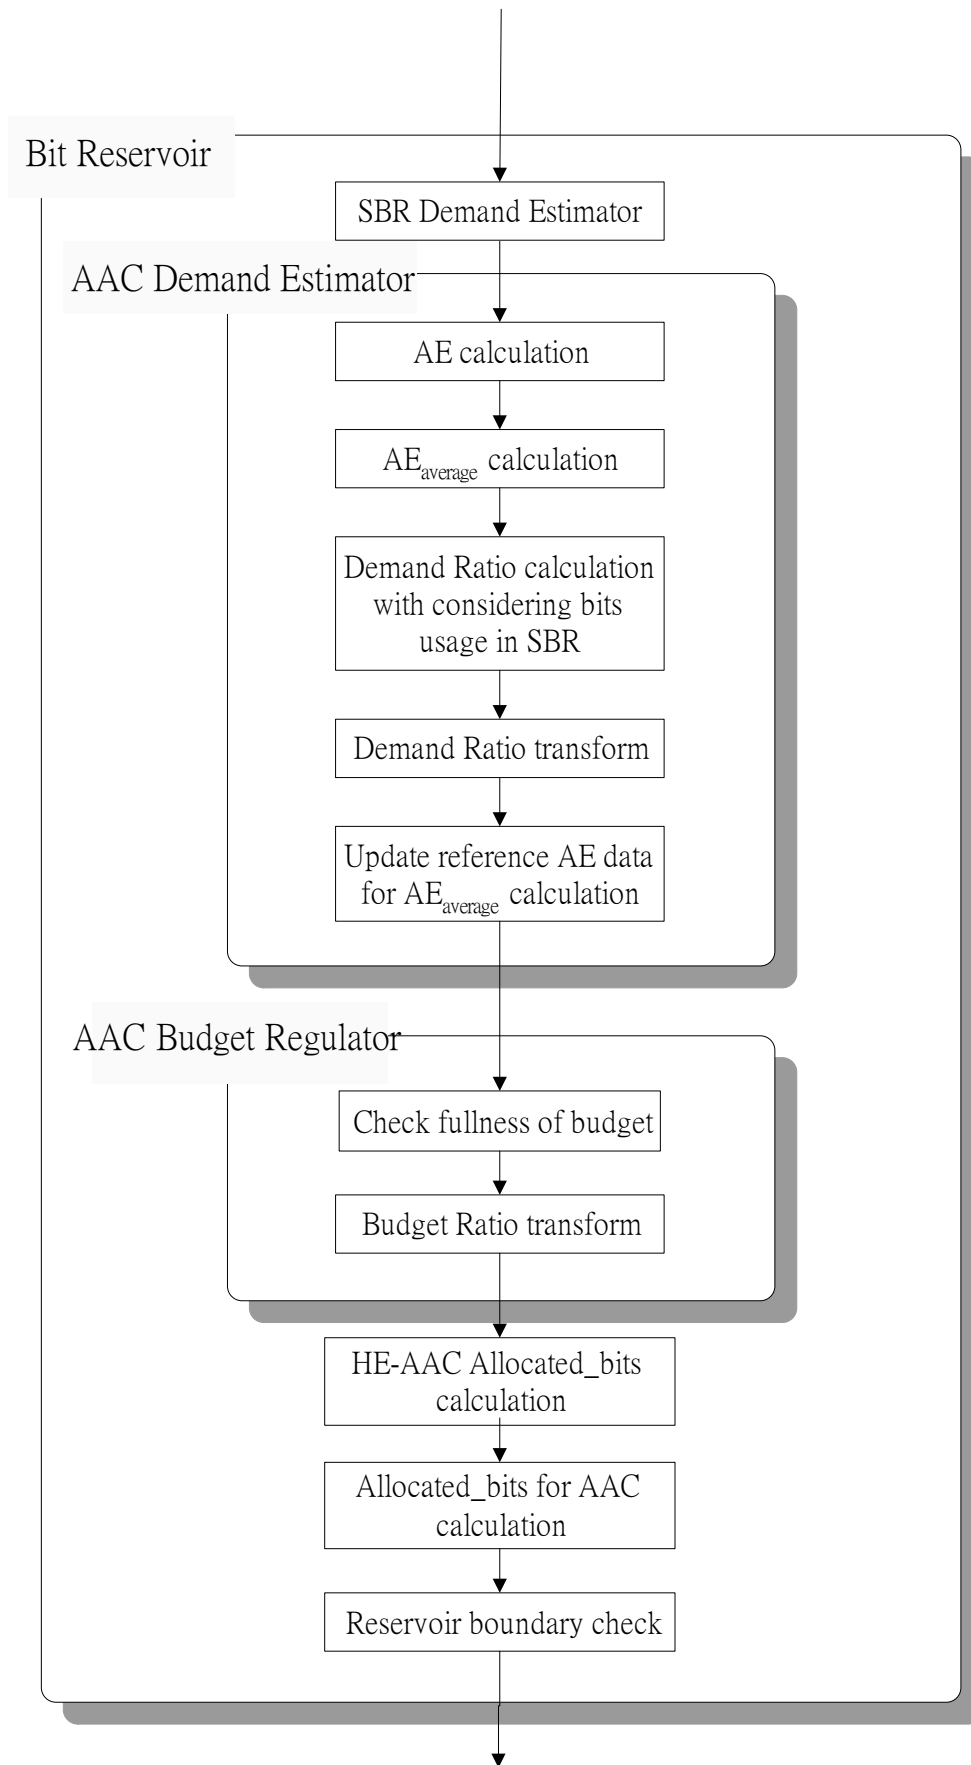 Bit Reservoir
SBR Demand Estimator
AAC Demand Estimator
AE calculation
AEaverage calculation
Demand Ratio calculation
with considering bits
usage in SBR
Demand Ratio transform
Update reference AE data
for AEaverage calculation
AAC Budget Regulator
Check fullness of budget
Budget Ratio transform
HE-AAC Allocated_bits
calculation
Allocated_bits for AAC
calculation
Reservoir boundary check